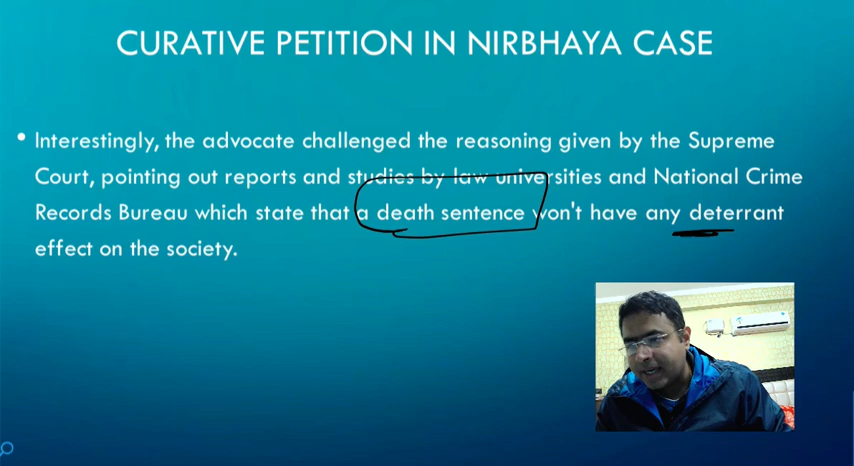 CURATIVE PETITION IN NIRBHAYA CASE
• Interestingly, the advocate challenged the reasoning given by the Supreme
Court, pointing out reports and studies by law universities and National Crime
Records Bureau which state that a death sentence won't have any deterrant
effect on the society.